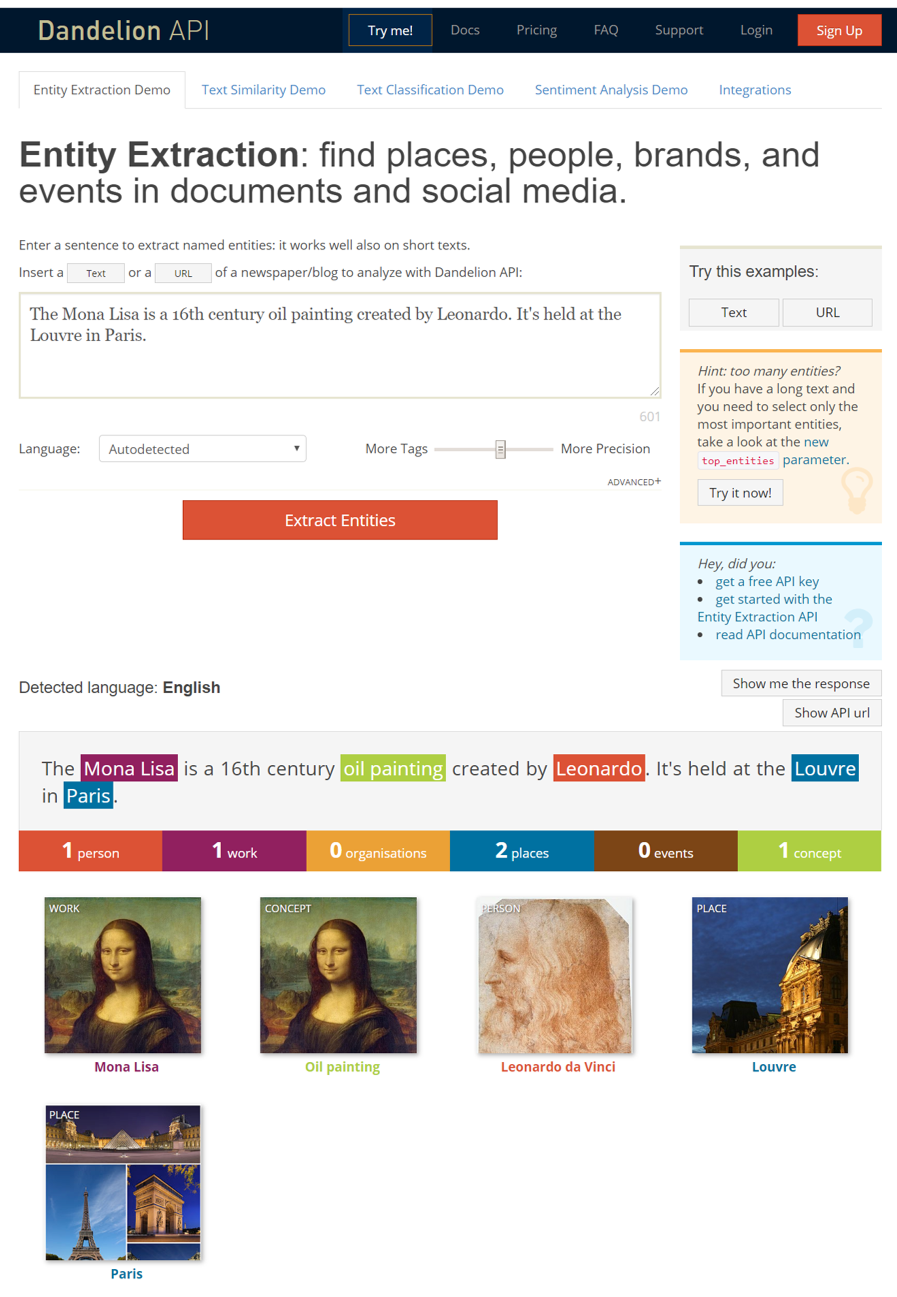 Dandelion API
Try me!
Docs
Pricing
FAQ
Support
Login
Sign Up
Entity Extraction Demo
Text Similarity Demo
Text Classification Demo
Sentiment Analysis Demo
Integrations
Entity Extraction: find places, people, brands, and
events in documents and social media.
Enter a sentence to extract named entities: it works well also on short texts.
Insert a Text or a URL of a newspaper/blog to analyze with Dandelion API:
The Mona Lisa is a 16th century oil painting created by Leonardo. It's held at the
Louvre in Paris.
601
Language: Autodetected
More Tags
More Precision
ADVANCED+
Extract Entities
Try this examples:
Text
URL
Hint: too many entities?
If you have a long text and
you need to select only the
most important entities,
take a look at the new
top_entities parameter.
Try it now!
Hey, did you:
• get a free API key
• get started with the
Entity Extraction API
• read API documentation
?
Detected language: English
Show me the response
Show API url
The Mona Lisa is a 16th century oil painting created by Leonardo. It's held at the Louvre
in Paris.
1 person
1 work
0 organisations
2 places
0 events
1 concept
WORK
CONCEPT
PERSON
PLACE
Mona Lisa
Oil painting
Leonardo da Vinci
Louvre
PLACE
Paris